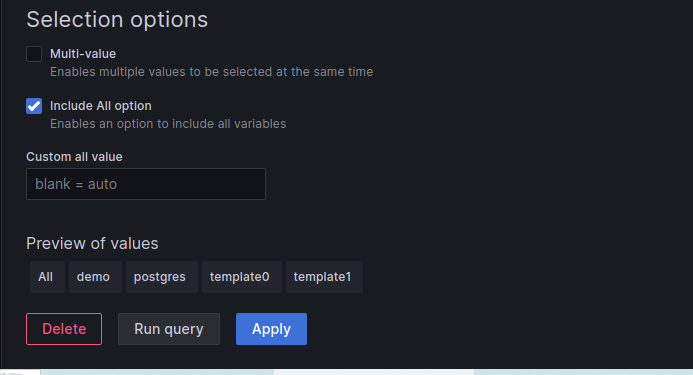 Selection options
Multi-value
Enables multiple values to be selected at the same time
Include All option
Enables an option to include all variables
Custom all value
blank = auto
Preview of values
All demo postgres template0 template1
Delete Run query Apply